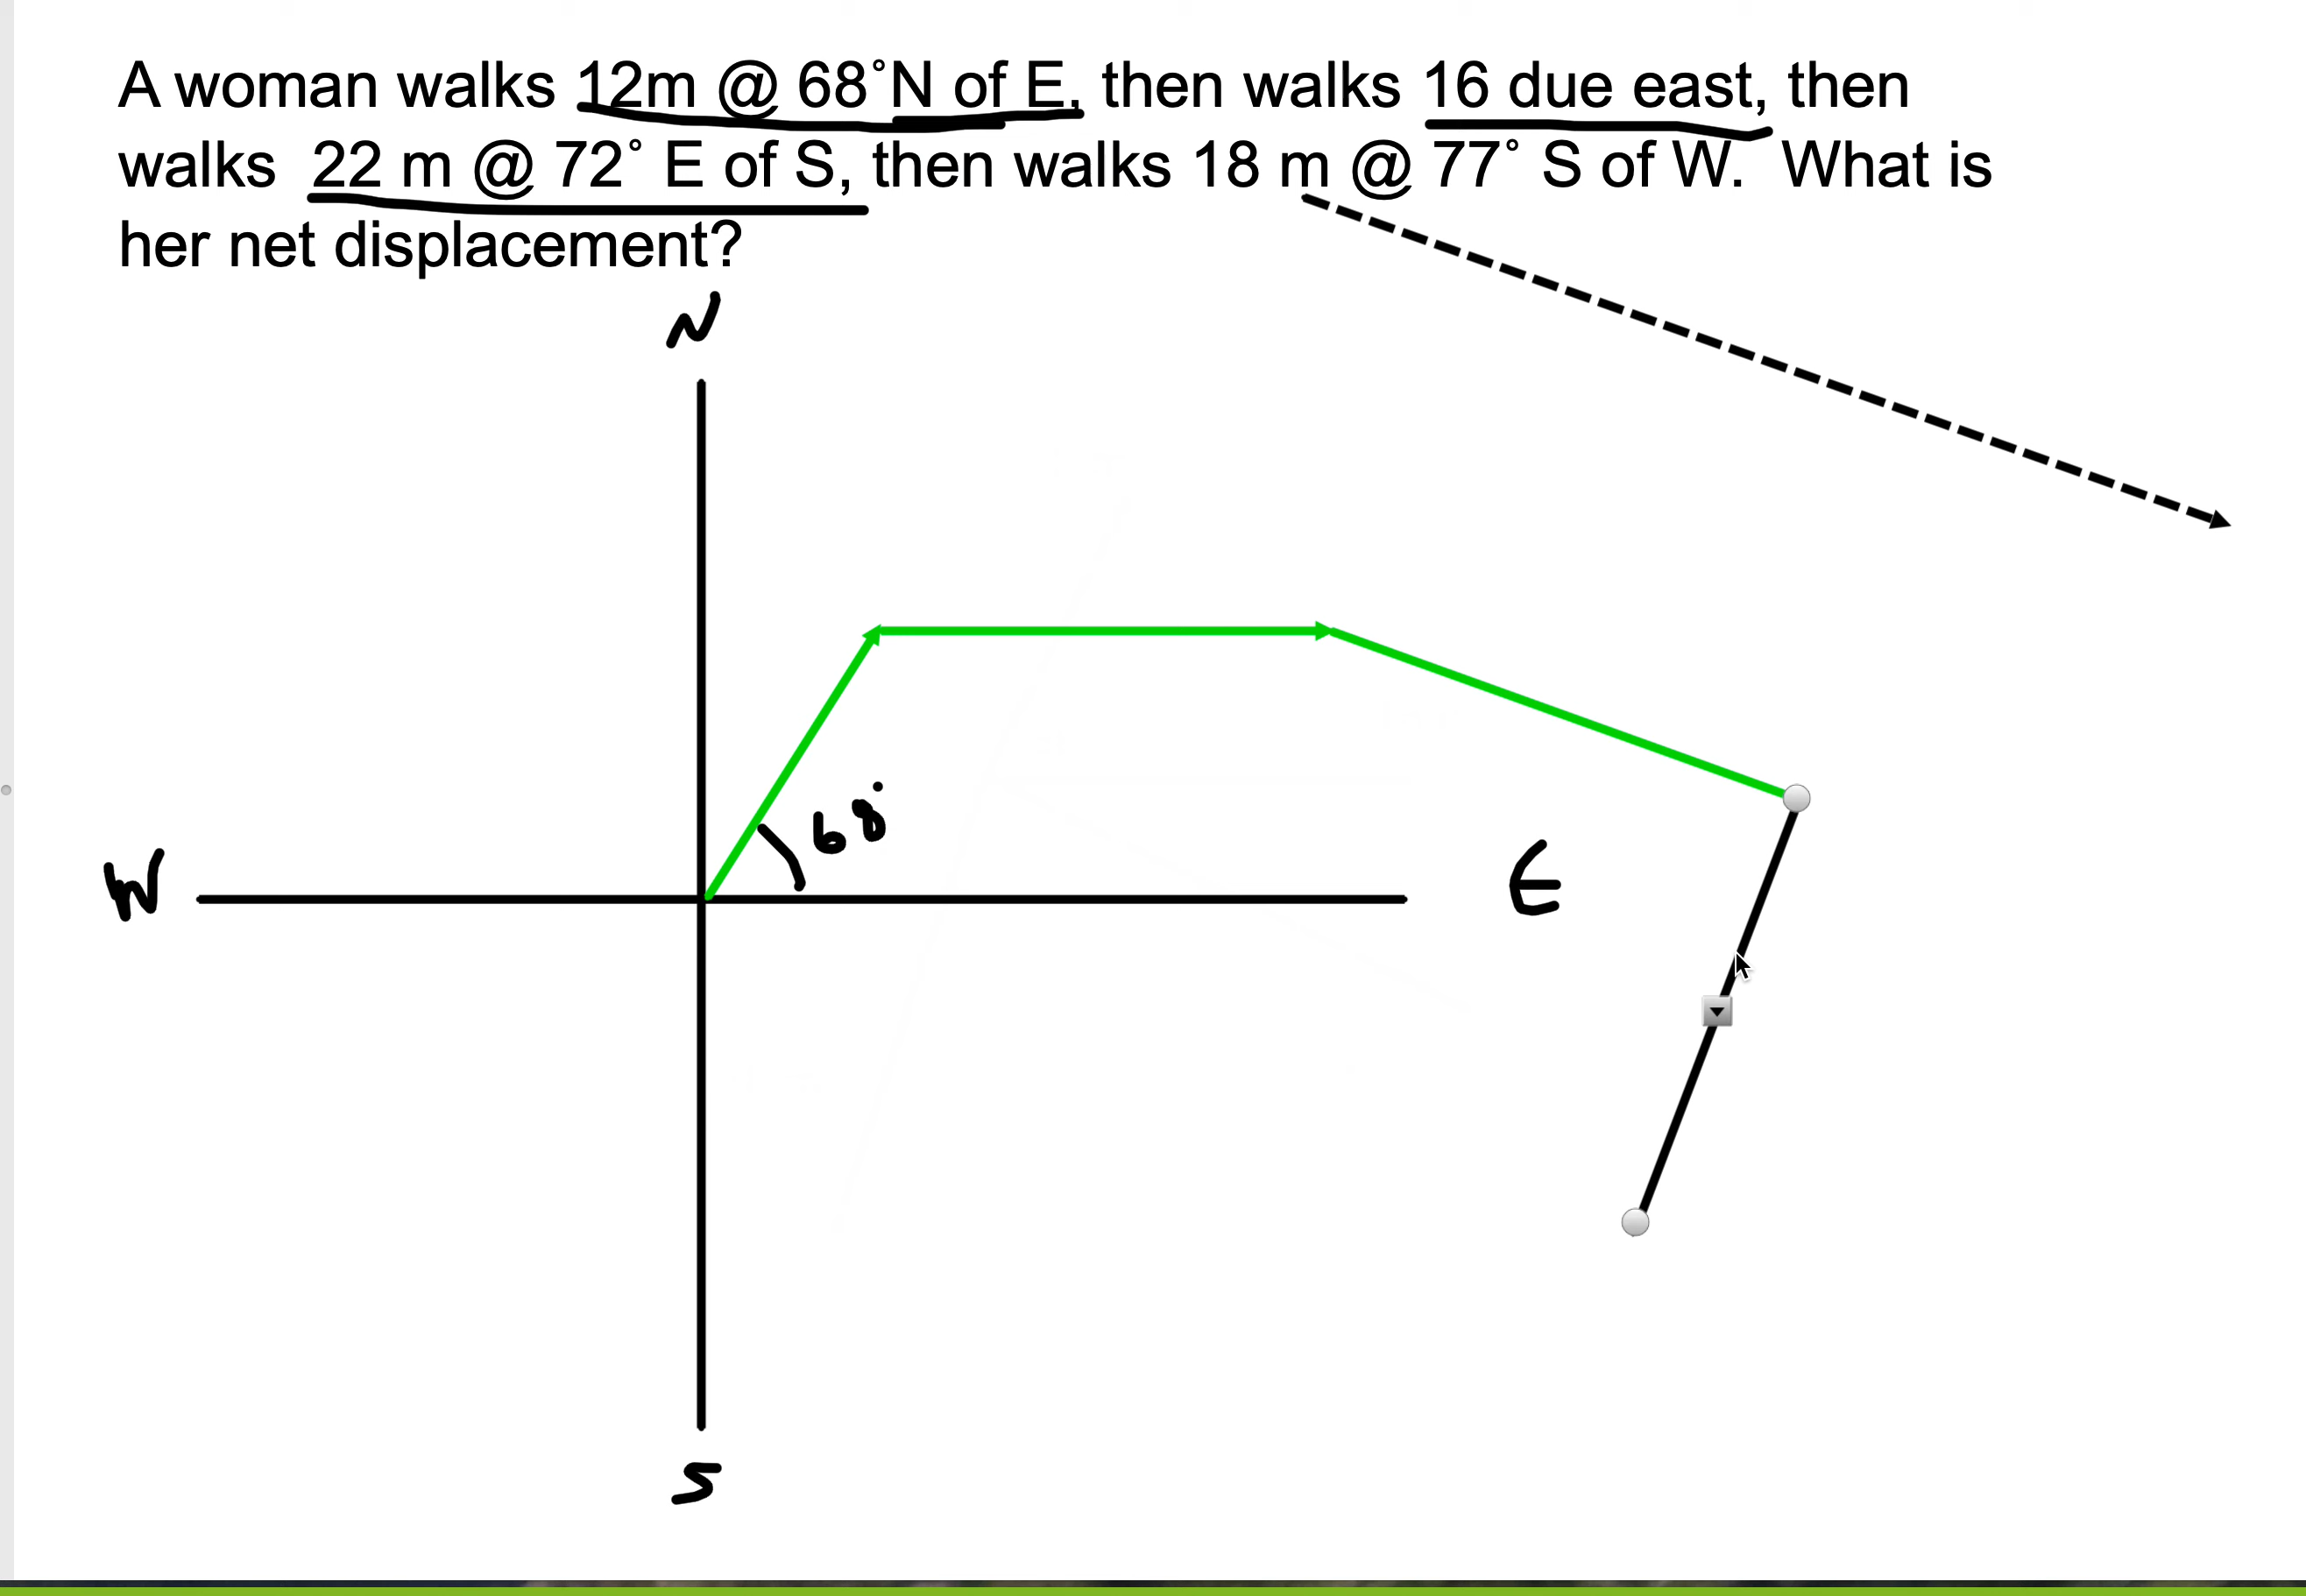 A woman walks 12m @ 68°N of E, then walks 16 due east, then
walks 22 m @ 72° E of S, then walks 18 m @ 77° S of W. What is
her net displacement?
N
68°
W
E
S